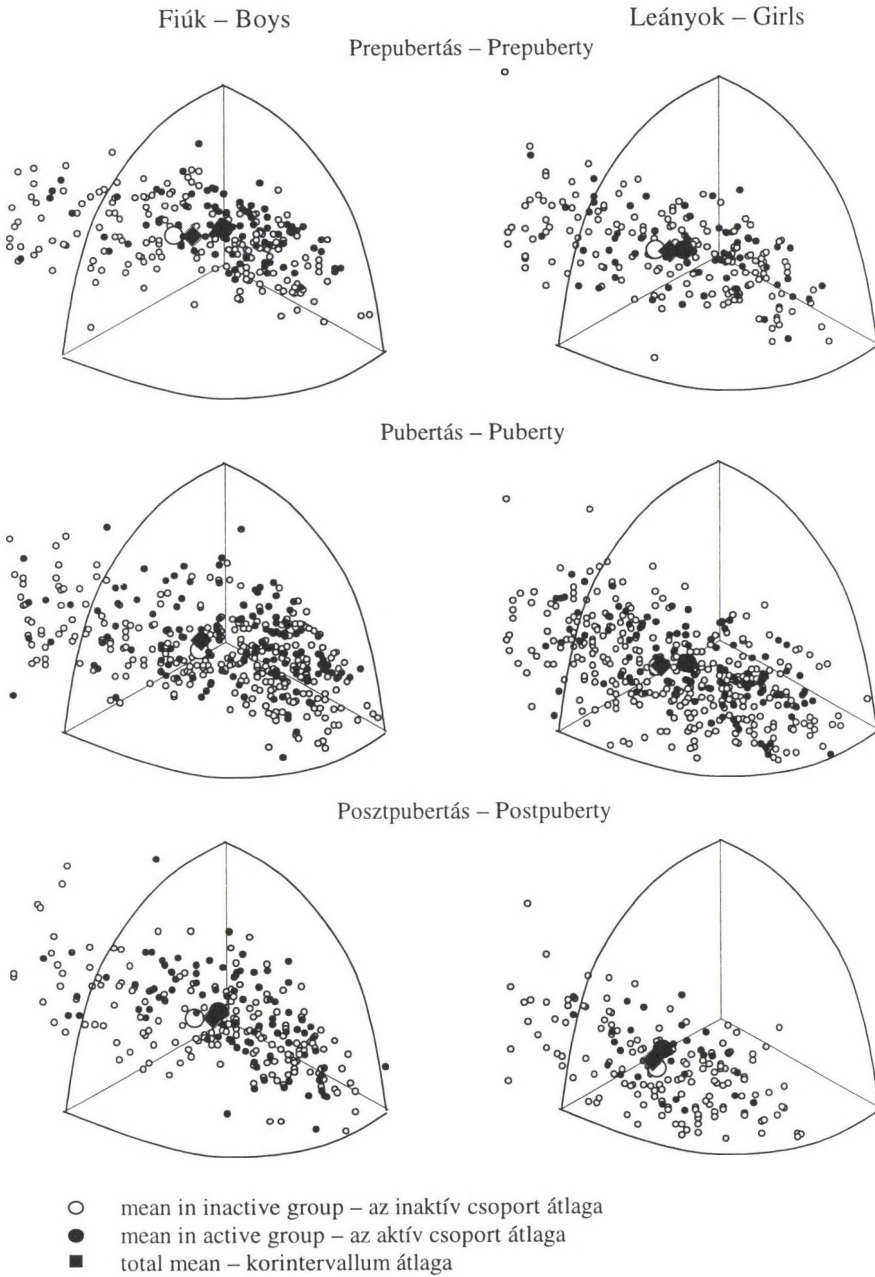 Fiúk – Boys
Leányok – Girls
Prepubertás – Prepuberty
Pubertás – Puberty
Posztpubertás – Postpuberty
mean in inactive group – az inaktív csoport átlaga
mean in active group – az aktív csoport átlaga
total mean – korintervallum átlaga